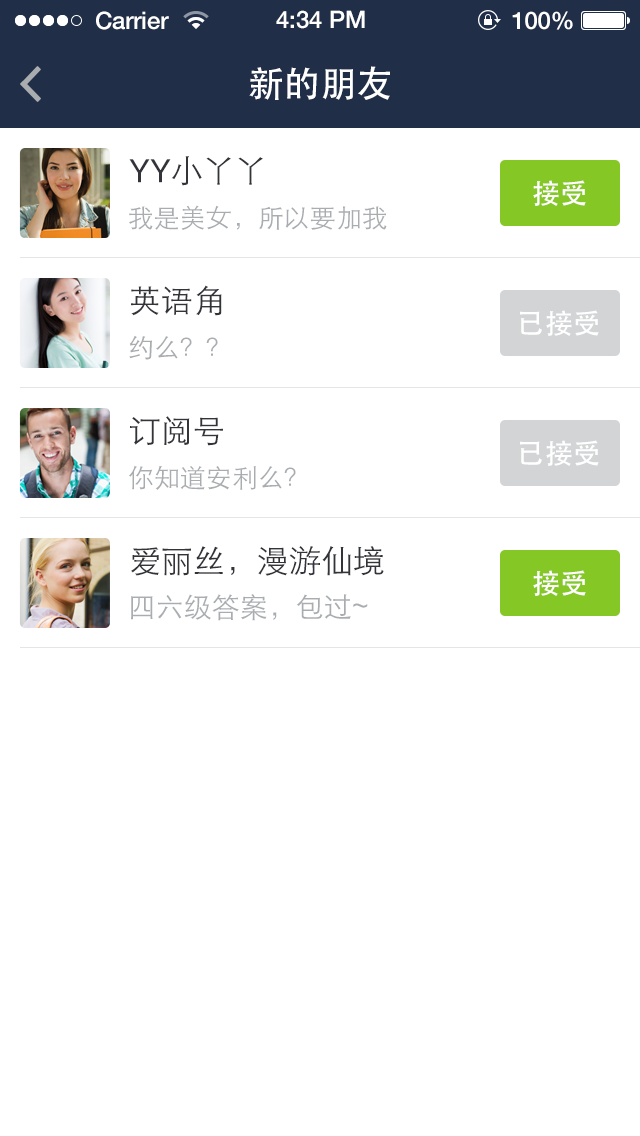 Carrier 4:34 PM 100%
新的朋友
YY小丫丫
我是美女，所以要加我
接受
英语角
约么？？
已接受
订阅号
你知道安利么？
已接受
爱丽丝，漫游仙境
四六级答案，包过~
接受